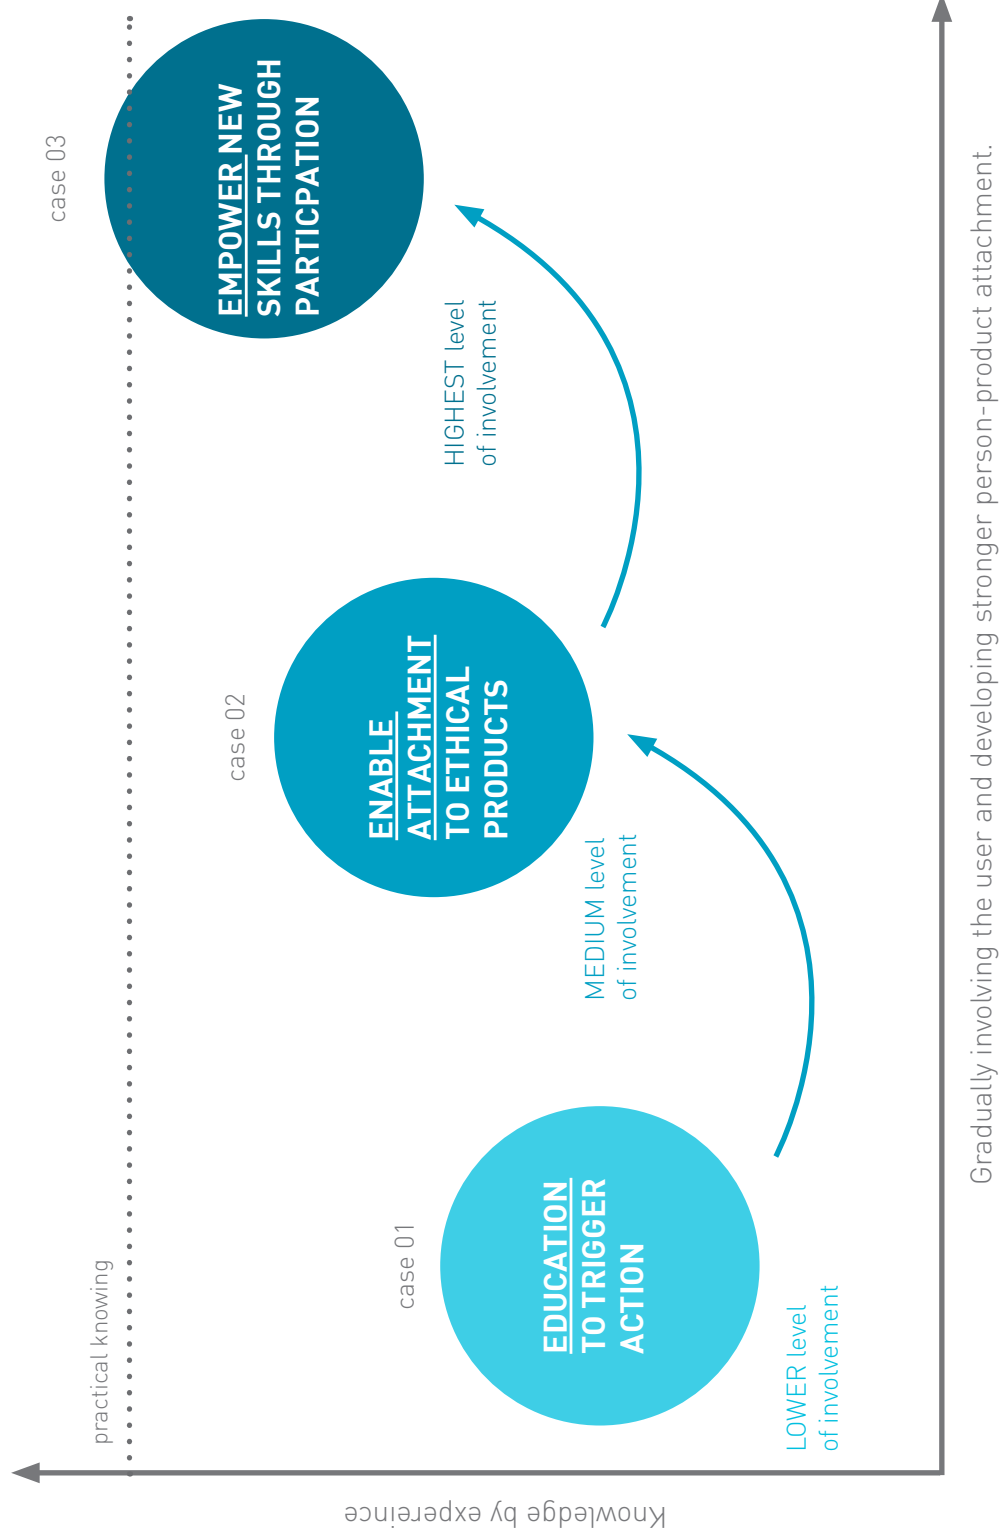 practical knowing
case 01
EDUCATION
TO TRIGGER
ACTION
LOWER level
of involvement
case 02
ENABLE
ATTACHMENT
TO ETHICAL
PRODUCTS
MEDIUM level
of involvement
case 03
EMPOWER NEW
SKILLS THROUGH
PARTICPATION
HIGHEST level
of involvement
Knowledge by expereince
Gradually involving the user and developing stronger person-product attachment.